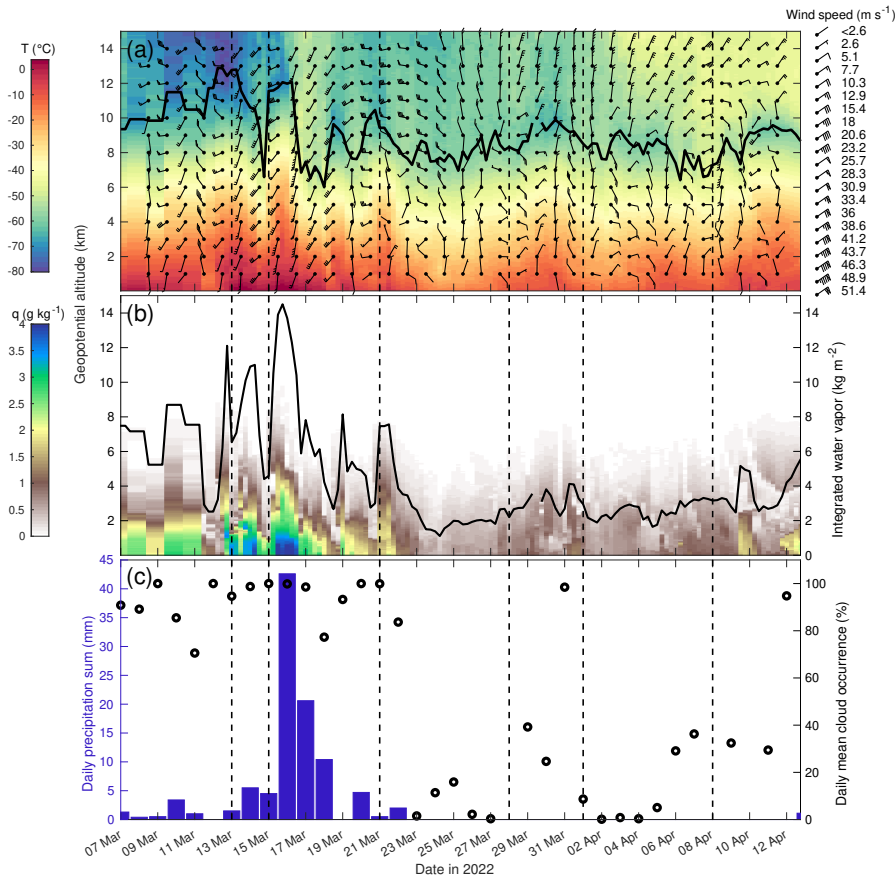 Wind speed (m s-1)
<2.6
2.6
5.1
7.7
10.3
12.9
15.4
18
20.6
23.2
25.7
28.3
30.9
33.4
36
38.6
41.2
43.7
46.3
48.9
51.4
T (°C)
0
-10
-20
-30
-40
-50
-60
-70
-80
(a)
14
12
10
8
6
4
2
Geopotential altitude (km)
q (g kg-1)
4
3.5
3
2.5
2
1.5
1
0.5
0
(b)
14
12
10
8
6
4
2
0
14
12
10
8
6
4
2
0
Integrated water vapor (kg m-2)
(c)
45
40
35
30
25
20
15
10
5
0
Daily precipitation sum (mm)
100
80
60
40
20
0
Daily mean cloud occurrence (%)
07 Mar
09 Mar
11 Mar
13 Mar
15 Mar
17 Mar
19 Mar
21 Mar
23 Mar
25 Mar
27 Mar
29 Mar
31 Mar
02 Apr
04 Apr
06 Apr
08 Apr
10 Apr
12 Apr
Date in 2022